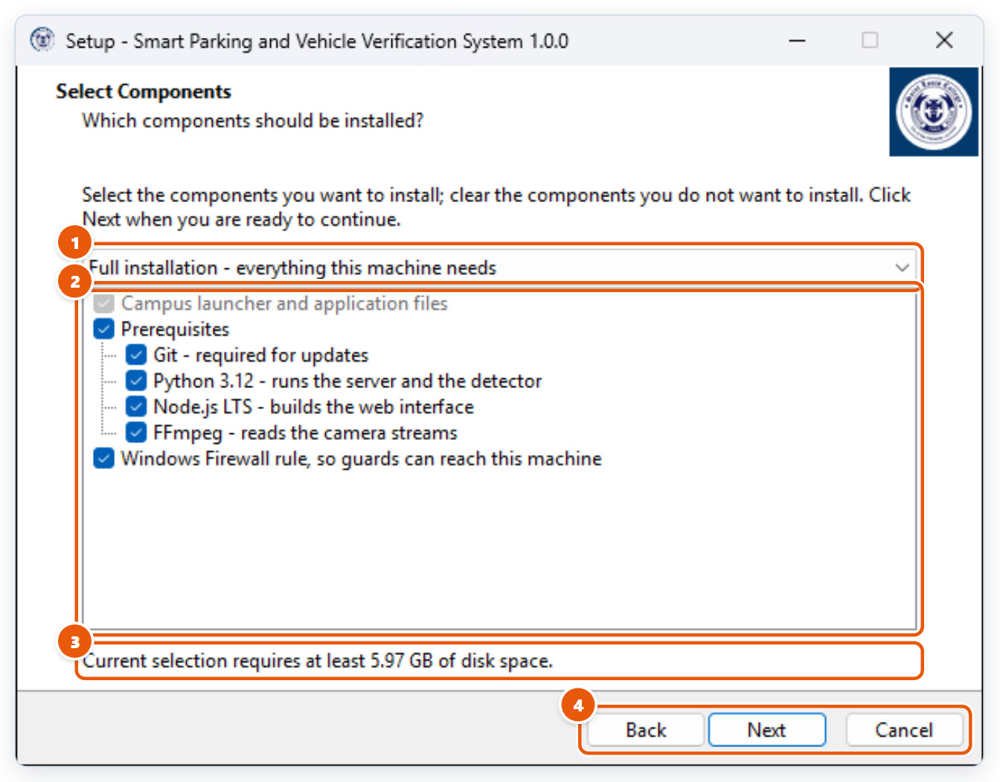 Setup - Smart Parking and Vehicle Verification System 1.0.0
Select Components
Which components should be installed?
Select the components you want to install; clear the components you do not want to install. Click
Next when you are ready to continue.
1
Full installation - everything this machine needs
2
Campus launcher and application files
Prerequisites
Git - required for updates
Python 3.12 - runs the server and the detector
Node.js LTS - builds the web interface
FFmpeg - reads the camera streams
Windows Firewall rule, so guards can reach this machine
3
Current selection requires at least 5.97 GB of disk space.
4
Back
Next
Cancel